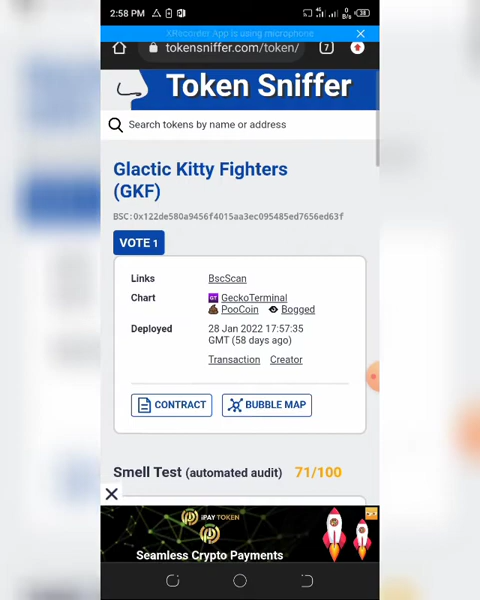 2:58 PM
38
XRecorder App is using microphone
tokensniffer.com/token/
7
Token Sniffer
Search tokens by name or address
Glactic Kitty Fighters
(GKF)
BSC:0x122de580a9456f4015aa3ec095485ed7656ed63f
VOTE 1
Links BscScan
Chart GeckoTerminal
PooCoin Bogged
Deployed 28 Jan 2022 17:57:35
GMT (58 days ago)
Transaction Creator
CONTRACT BUBBLE MAP
Smell Test (automated audit) 71/100
iPAY TOKEN
Seamless Crypto Payments